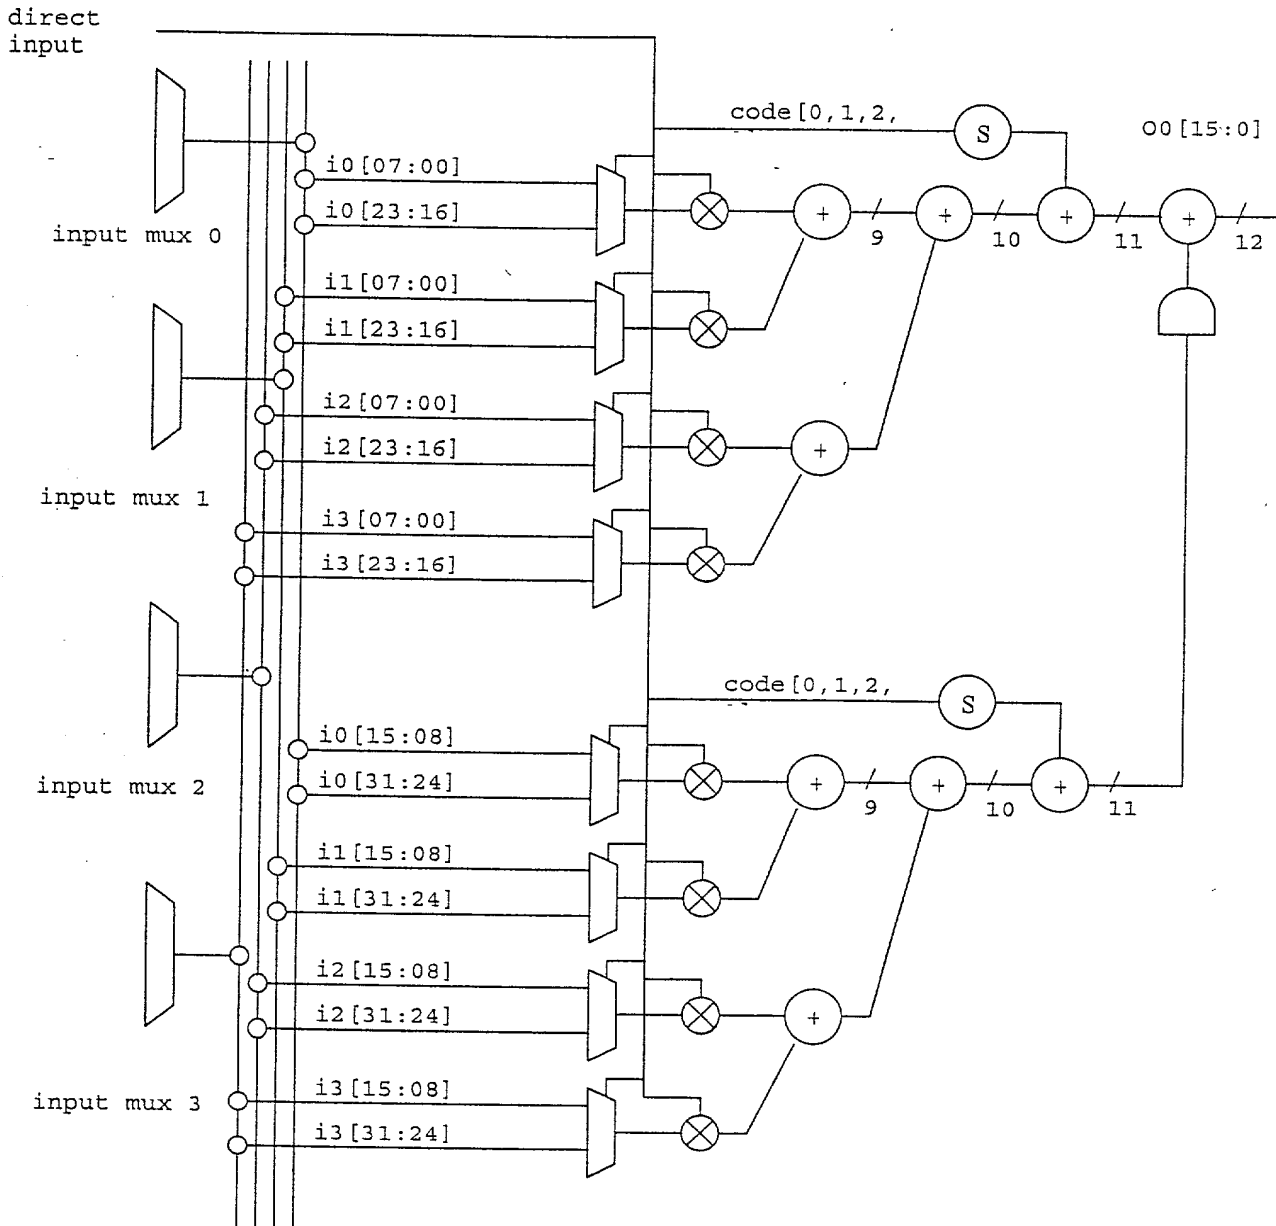 direct
input
code[0,1,2,
O0[15:0]
S
i0[07:00]
i0[23:16]
input mux 0
+ + + +
9 10 11 12
i1[07:00]
i1[23:16]
i2[07:00]
i2[23:16]
+
input mux 1
i3[07:00]
i3[23:16]
code[0,1,2,
S
i0[15:08]
i0[31:24]
input mux 2
+ + +
9 10 11
i1[15:08]
i1[31:24]
i2[15:08]
i2[31:24]
+
i3[15:08]
input mux 3
i3[31:24]